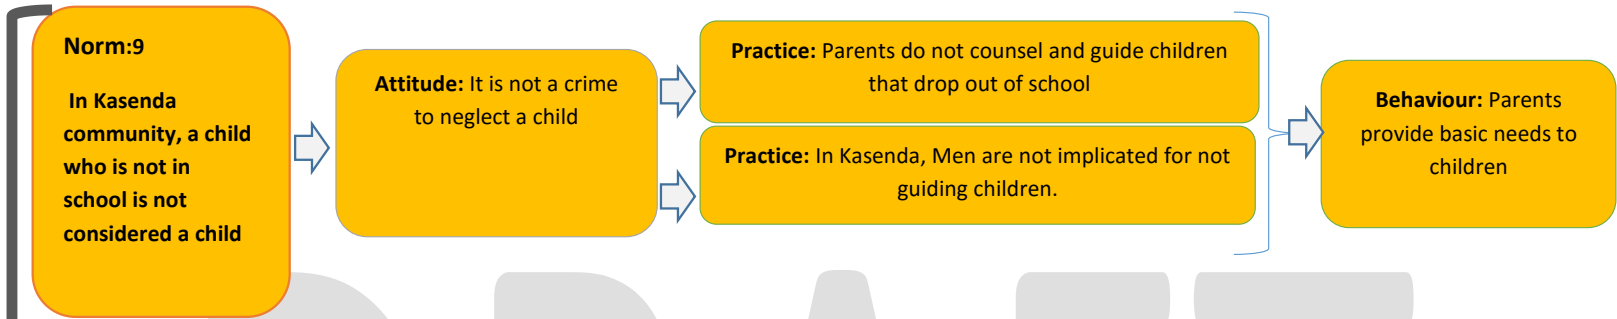 Norm:9
In Kasenda
community, a child
who is not in
school is not
considered a child
Attitude: It is not a crime
to neglect a child
Practice: Parents do not counsel and guide children
that drop out of school
Practice: In Kasenda, Men are not implicated for not
guiding children.
Behaviour: Parents
provide basic needs to
children